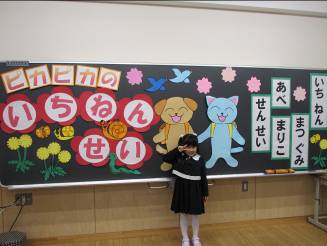 ピカピカの
いちねん
せい
いちねん
まつ ぐみ
あべ
まりこ
せんせい